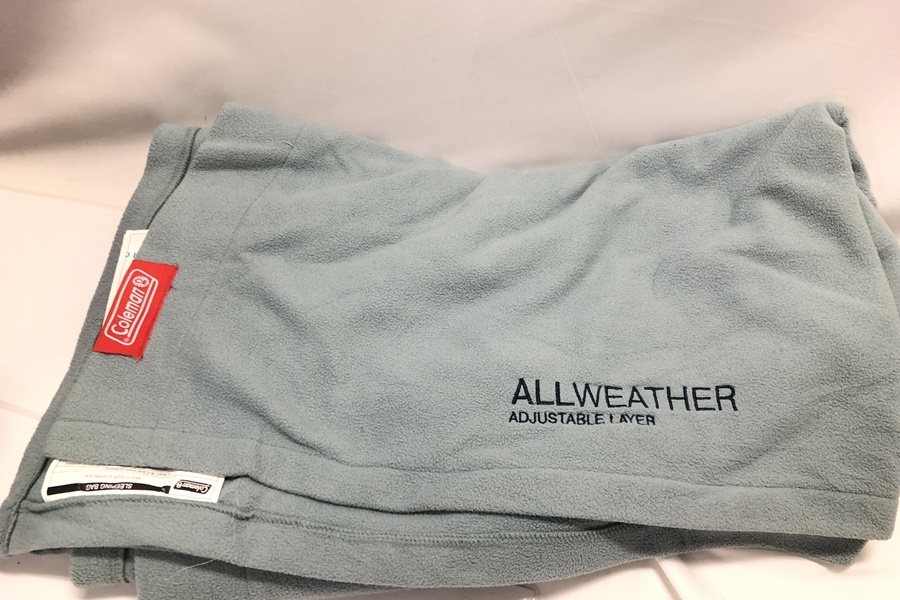 Coleman
ALLWEATHER
ADJUSTABLE LAYER
SLEEPING BAG
Coleman